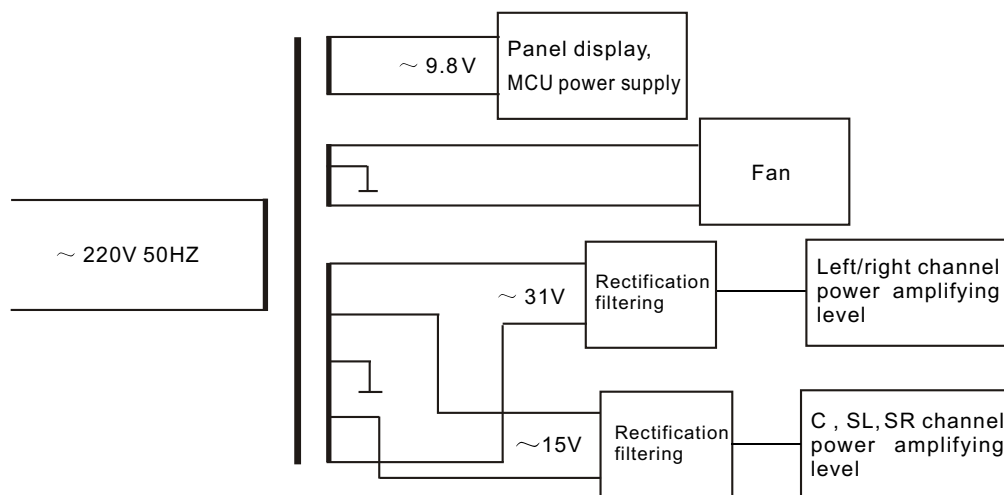 Panel display,
～ 9.8V
MCU power supply
Fan
～ 220V 50HZ
Rectification
filtering
～ 31V
Left/right channel
power amplifying
level
Rectification
filtering
～15V
C , SL, SR channel
power amplifying
level